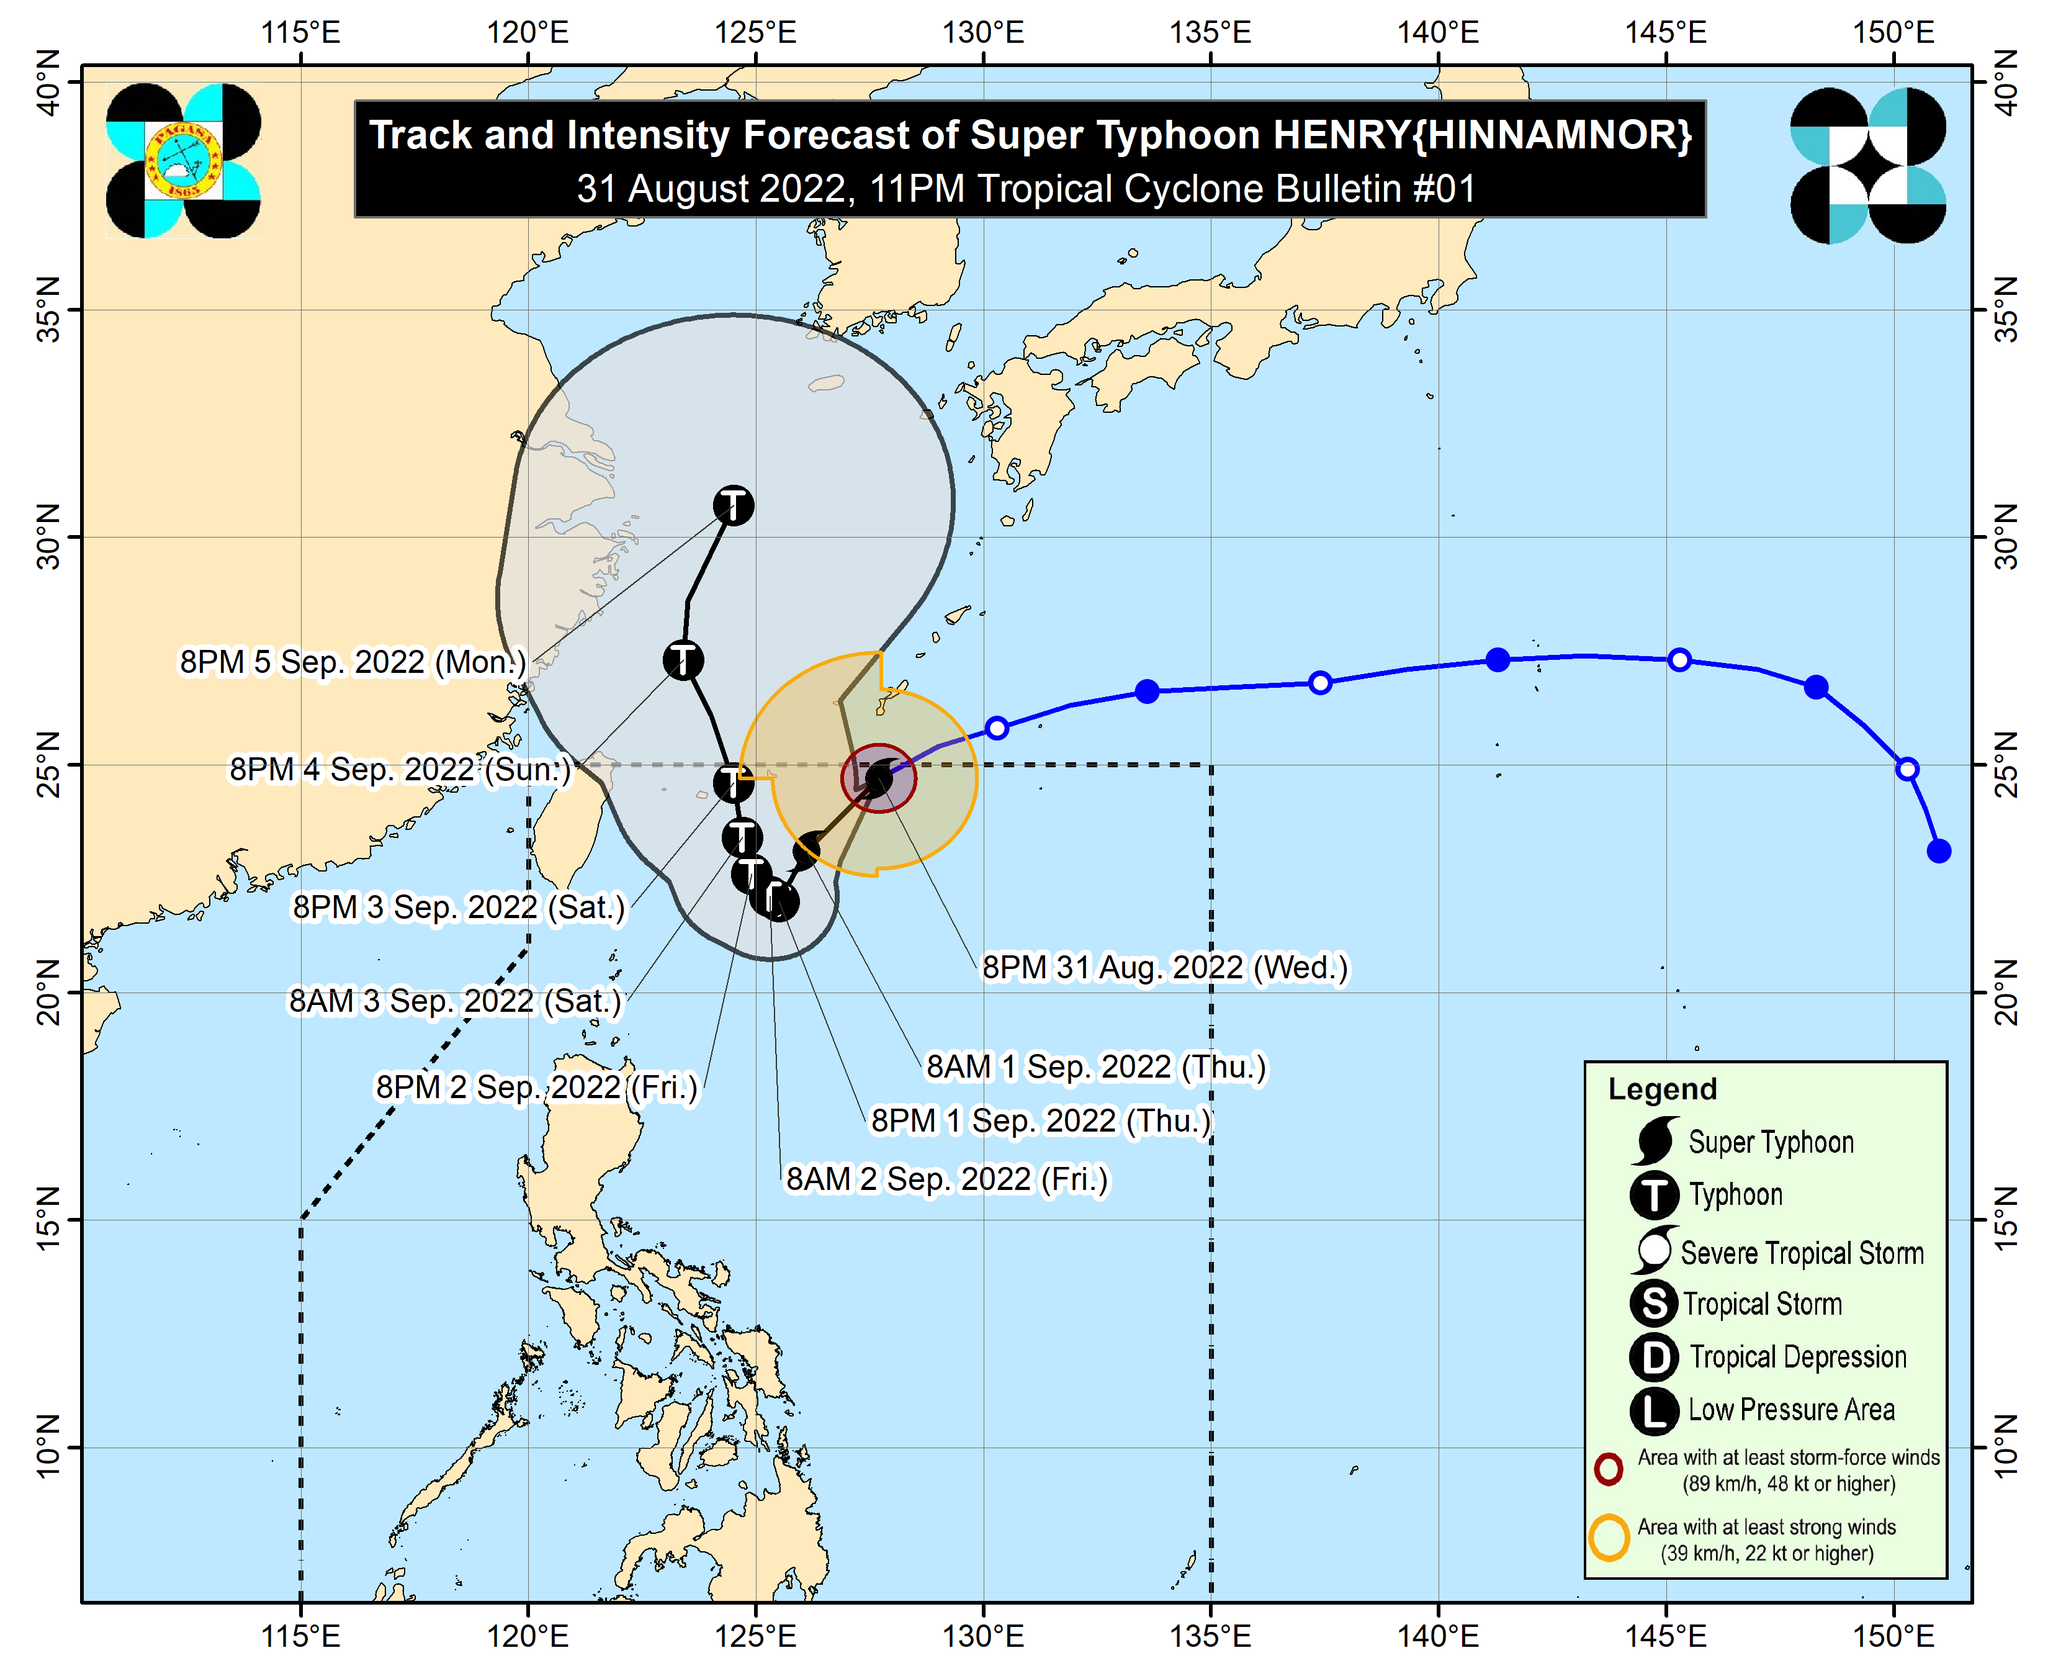 115°E 120°E 125°E 130°E 135°E 140°E 145°E 150°E
40°N 40°N
PAGASA
1865
Track and Intensity Forecast of Super Typhoon HENRY{HINNAMNOR}
31 August 2022, 11PM Tropical Cyclone Bulletin #01
35°N 35°N
30°N 30°N
T
T
8PM 5 Sep. 2022 (Mon.)
25°N 25°N
8PM 4 Sep. 2022 (Sun.)
T
T
T
8PM 3 Sep. 2022 (Sat.)
8PM 31 Aug. 2022 (Wed.)
20°N 20°N
8AM 3 Sep. 2022 (Sat.)
8AM 1 Sep. 2022 (Thu.)
8PM 2 Sep. 2022 (Fri.)
8PM 1 Sep. 2022 (Thu.)
8AM 2 Sep. 2022 (Fri.)
15°N 15°N
10°N 10°N
Legend
Super Typhoon
T Typhoon
Severe Tropical Storm
S Tropical Storm
D Tropical Depression
L Low Pressure Area
Area with at least storm-force winds
(89 km/h, 48 kt or higher)
Area with at least strong winds
(39 km/h, 22 kt or higher)
115°E 120°E 125°E 130°E 135°E 140°E 145°E 150°E